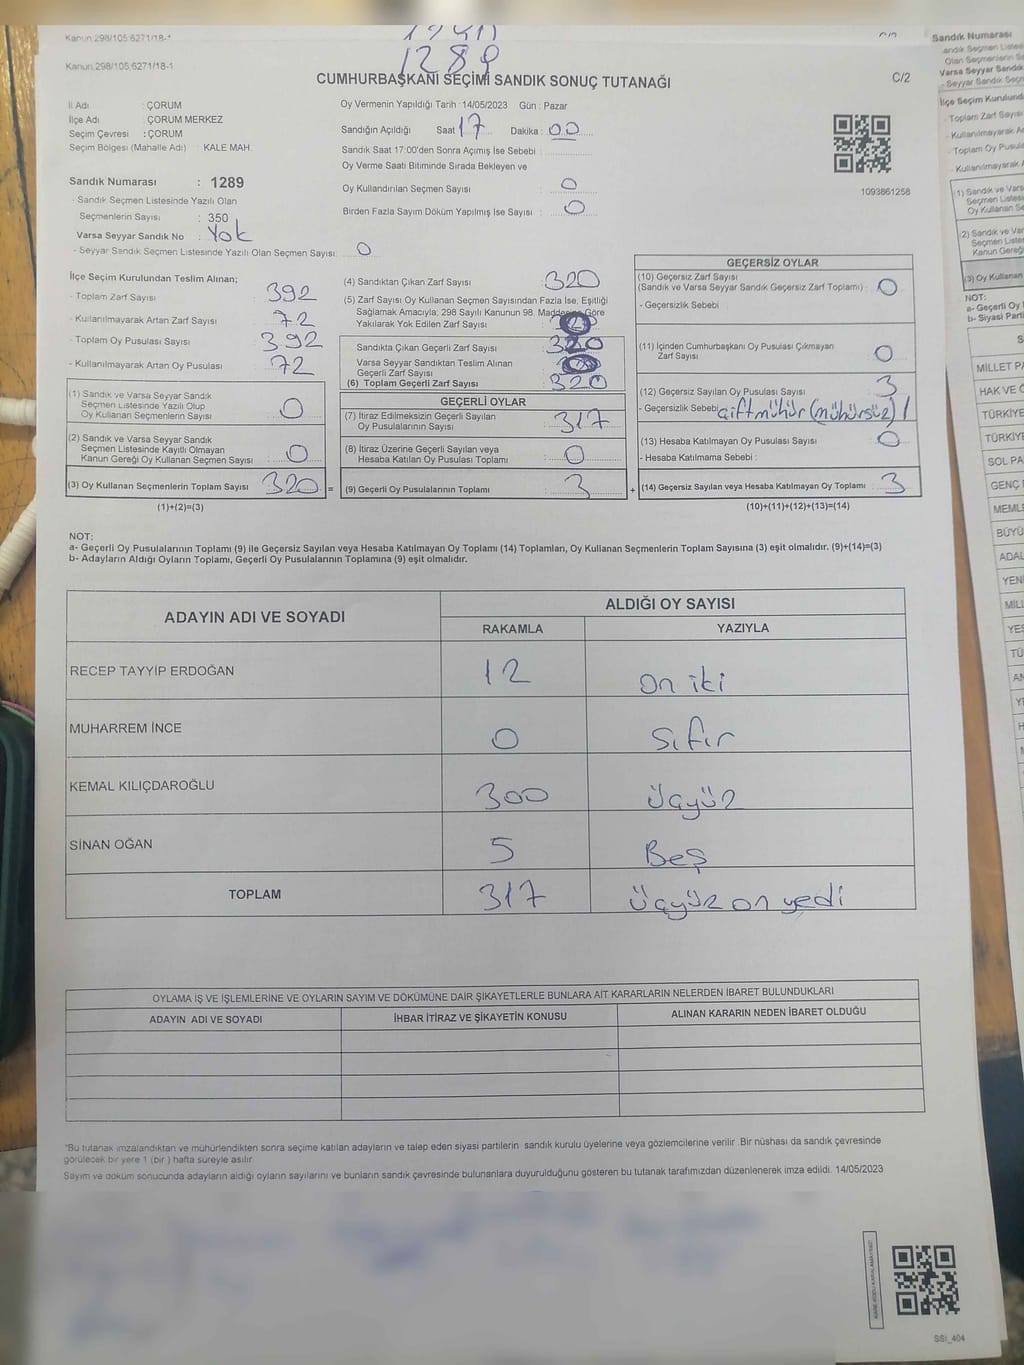 Kanun 298/105:6271/18-1
1289
Kanun 298/105:6271/18-1
CUMHURBAŞKANI SEÇİMİ SANDIK SONUÇ TUTANAĞI
C/2
İl Adı : ÇORUM
İlçe Adı : ÇORUM MERKEZ
Seçim Çevresi : ÇORUM
Seçim Bölgesi (Mahalle Adı) : KALE MAH.
Sandık Numarası : 1289
- Sandık Seçmen Listesinde Yazılı Olan
Seçmenlerin Sayısı : 350
Varsa Seyyar Sandık No : Yok
- Seyyar Sandık Seçmen Listesinde Yazılı Olan Seçmen Sayısı: 0
Oy Vermenin Yapıldığı Tarih : 14/05/2023 Gün : Pazar
Sandığın Açıldığı Saat 17 Dakika : 00
Sandık Saat 17:00'den Sonra Açımış İse Sebebi :
Oy Verme Saati Bitiminde Sırada Bekleyen ve
Oy Kullandırılan Seçmen Sayısı : 0
Birden Fazla Sayım Döküm Yapılmış İse Sayısı : 0
1093861258
İlçe Seçim Kurulundan Teslim Alınan;
- Toplam Zarf Sayısı 392
- Kullanılmayarak Artan Zarf Sayısı : 72
- Toplam Oy Pusulası Sayısı : 392
- Kullanılmayarak Artan Oy Pusulası : 72
(1) Sandık ve Varsa Seyyar Sandık
Seçmen Listesinde Yazılı Olup
Oy Kullanan Seçmenlerin Sayısı : 0
(2) Sandık ve Varsa Seyyar Sandık
Seçmen Listesinde Kayıtlı Olmayan
Kanun Gereği Oy Kullanan Seçmen Sayısı : 0
(3) Oy Kullanan Seçmenlerin Toplam Sayısı : 320 =
(1)+(2)=(3)
(4) Sandıktan Çıkan Zarf Sayısı : 320
(5) Zarf Sayısı Oy Kullanan Seçmen Sayısından Fazla İse, Eşitliği
Sağlamak Amacıyla; 298 Sayılı Kanunun 98. Maddesine Göre
Yakılarak Yok Edilen Zarf Sayısı
Sandıkta Çıkan Geçerli Zarf Sayısı : 320
Varsa Seyyar Sandıktan Teslim Alınan
Geçerli Zarf Sayısı
(6) Toplam Geçerli Zarf Sayısı : 320
GEÇERLİ OYLAR
(7) İtiraz Edilmeksizin Geçerli Sayılan
Oy Pusulalarının Sayısı : 317
(8) İtiraz Üzerine Geçerli Sayılan veya
Hesaba Katılan Oy Pusulası Toplamı : 0
(9) Geçerli Oy Pusulalarının Toplamı : 3 +
GEÇERSİZ OYLAR
(10) Geçersiz Zarf Sayısı
(Sandık ve Varsa Seyyar Sandık Geçersiz Zarf Toplamı) : 0
- Geçersizlik Sebebi :
(11) İçinden Cumhurbaşkanı Oy Pusulası Çıkmayan
Zarf Sayısı : 0
(12) Geçersiz Sayılan Oy Pusulası Sayısı : 3
- Geçersizlik Sebebi çift mühür (mühürsüz) 1
(13) Hesaba Katılmayan Oy Pusulası Sayısı : 0
- Hesaba Katılmama Sebebi :
(14) Geçersiz Sayılan veya Hesaba Katılmayan Oy Toplamı : 3
(10)+(11)+(12)+(13)=(14)
NOT:
a- Geçerli Oy Pusulalarının Toplamı (9) ile Geçersiz Sayılan veya Hesaba Katılmayan Oy Toplamı (14) Toplamları, Oy Kullanan Seçmenlerin Toplam Sayısına (3) eşit olmalıdır. (9)+(14)=(3)
b- Adayların Aldığı Oyların Toplamı, Geçerli Oy Pusulalarının Toplamına (9) eşit olmalıdır.
ADAYIN ADI VE SOYADI
ALDIĞI OY SAYISI
RAKAMLA YAZIYLA
RECEP TAYYİP ERDOĞAN 12 on iki
MUHARREM İNCE 0 Sıfır
KEMAL KILIÇDAROĞLU 300 üçyüz
SİNAN OĞAN 5 Beş
TOPLAM 317 üçyüz on yedi
OYLAMA İŞ VE İŞLEMLERİNE VE OYLARIN SAYIM VE DÖKÜMÜNE DAİR ŞİKAYETLERLE BUNLARA AİT KARARLARIN NELERDEN İBARET BULUNDUKLARI
ADAYIN ADI VE SOYADI İHBAR İTİRAZ VE ŞİKAYETİN KONUSU ALINAN KARARIN NEDEN İBARET OLDUĞU
*Bu tutanak imzalandıktan ve mühürlendikten sonra seçime katılan adayların ve talep eden siyasi partilerin sandık kurulu üyelerine veya gözlemcilerine verilir .Bir nüshası da sandık çevresinde
görülecek bir yere 1 (bir ) hafta süreyle asılır.
Sayım ve döküm sonucunda adayların aldığı oyların sayılarını ve bunların sandık çevresinde bulunanlara duyurulduğunu gösteren bu tutanak tarafımızdan düzenlenerek imza edildi. 14/05/2023
SSİ_404
Sandık Numarası
Varsa Seyyar Sandık
İlçe Seçim Kurulund
- Toplam Zarf Sayısı
- Toplam Oy Pusula
(1) Sandık ve Varsa
Seçmen Listesi
Oy Kullanan S
(2) Sandık ve Var
Seçmen Listes
Kanun Gereği
(3) Oy Kullanan
NOT:
a- Geçerli Oy
b- Siyasi Parti
MİLLET PA
HAK VE Ö
TÜRKİYE
TÜRKİYE
SOL PA
GENÇ
MEMLE
BÜYÜ
ADAL
YENİ
MİLL
YES
TÜ